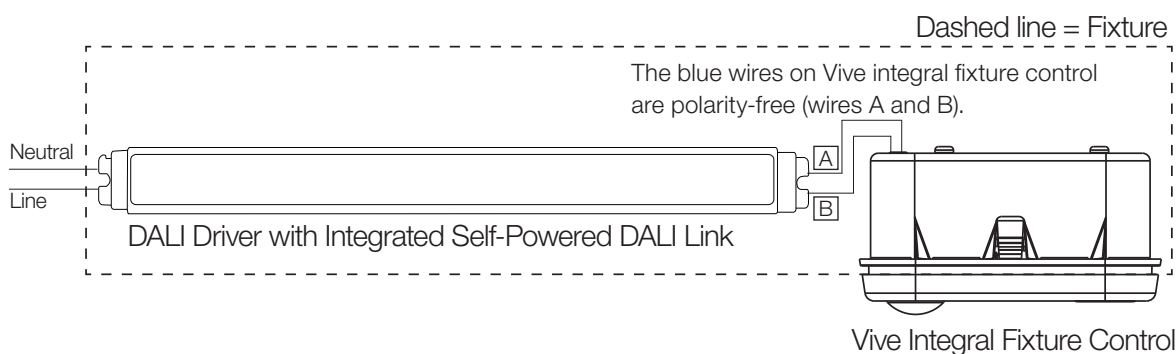 Dashed line = Fixture
The blue wires on Vive integral fixture control
are polarity-free (wires A and B).
Neutral
A
Line
B
DALI Driver with Integrated Self-Powered DALI Link
Vive Integral Fixture Control